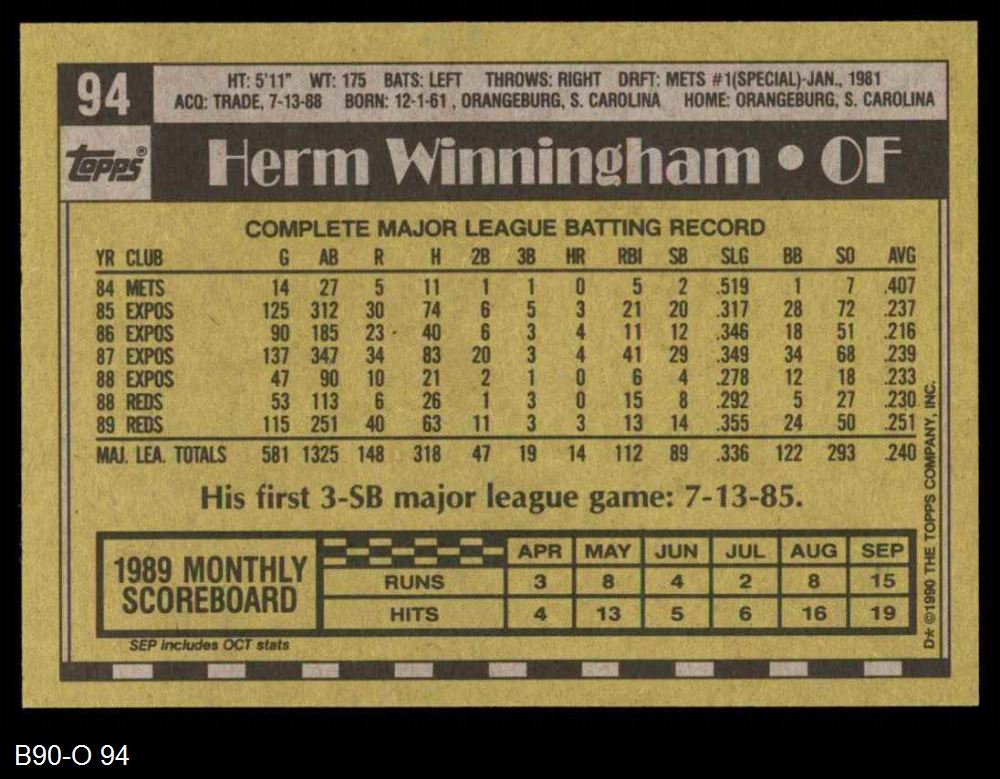 94
HT: 5'11" WT: 175 BATS: LEFT THROWS: RIGHT DRFT: METS #1(SPECIAL)-JAN., 1981
ACQ: TRADE, 7-13-88 BORN: 12-1-61 , ORANGEBURG, S. CAROLINA HOME: ORANGEBURG, S. CAROLINA
Topps®
Herm Winningham • OF
COMPLETE MAJOR LEAGUE BATTING RECORD
YR CLUB G AB R H 2B 3B HR RBI SB SLG BB SO AVG
84 METS 14 27 5 11 1 1 0 5 2 .519 1 7 .407
85 EXPOS 125 312 30 74 6 5 3 21 20 .317 28 72 .237
86 EXPOS 90 185 23 40 6 3 4 11 12 .346 18 51 .216
87 EXPOS 137 347 34 83 20 3 4 41 29 .349 34 68 .239
88 EXPOS 47 90 10 21 2 1 0 6 4 .278 12 18 .233
88 REDS 53 113 6 26 1 3 0 15 8 .292 5 27 .230
89 REDS 115 251 40 63 11 3 3 13 14 .355 24 50 .251
MAJ. LEA. TOTALS 581 1325 148 318 47 19 14 112 89 .336 122 293 .240
His first 3-SB major league game: 7-13-85.
1989 MONTHLY
SCOREBOARD
APR MAY JUN JUL AUG SEP
RUNS 3 8 4 2 8 15
HITS 4 13 5 6 16 19
SEP includes OCT stats
D* ©1990 THE TOPPS COMPANY, INC.
B90-O 94